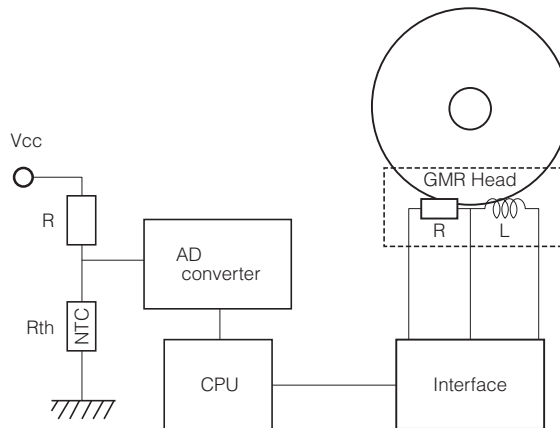 Vcc
R
Rth
NTC
AD
converter
CPU
GMR Head
R
L
Interface